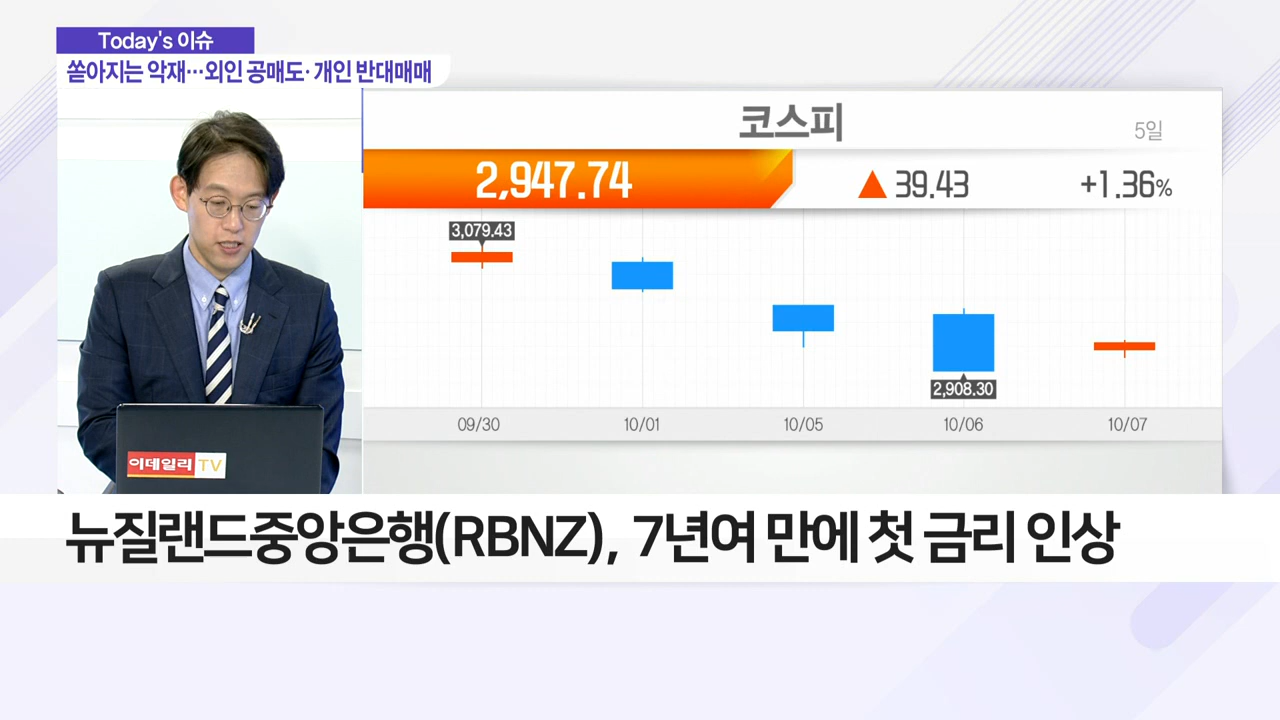 Today's 이슈
쏟아지는 악재…외인 공매도·개인 반대매매
코스피
5일
2,947.74 ▲ 39.43 +1.36%
3,079.43
2,908.30
09/30 10/01 10/05 10/06 10/07
이데일리 TV
뉴질랜드중앙은행(RBNZ), 7년여 만에 첫 금리 인상